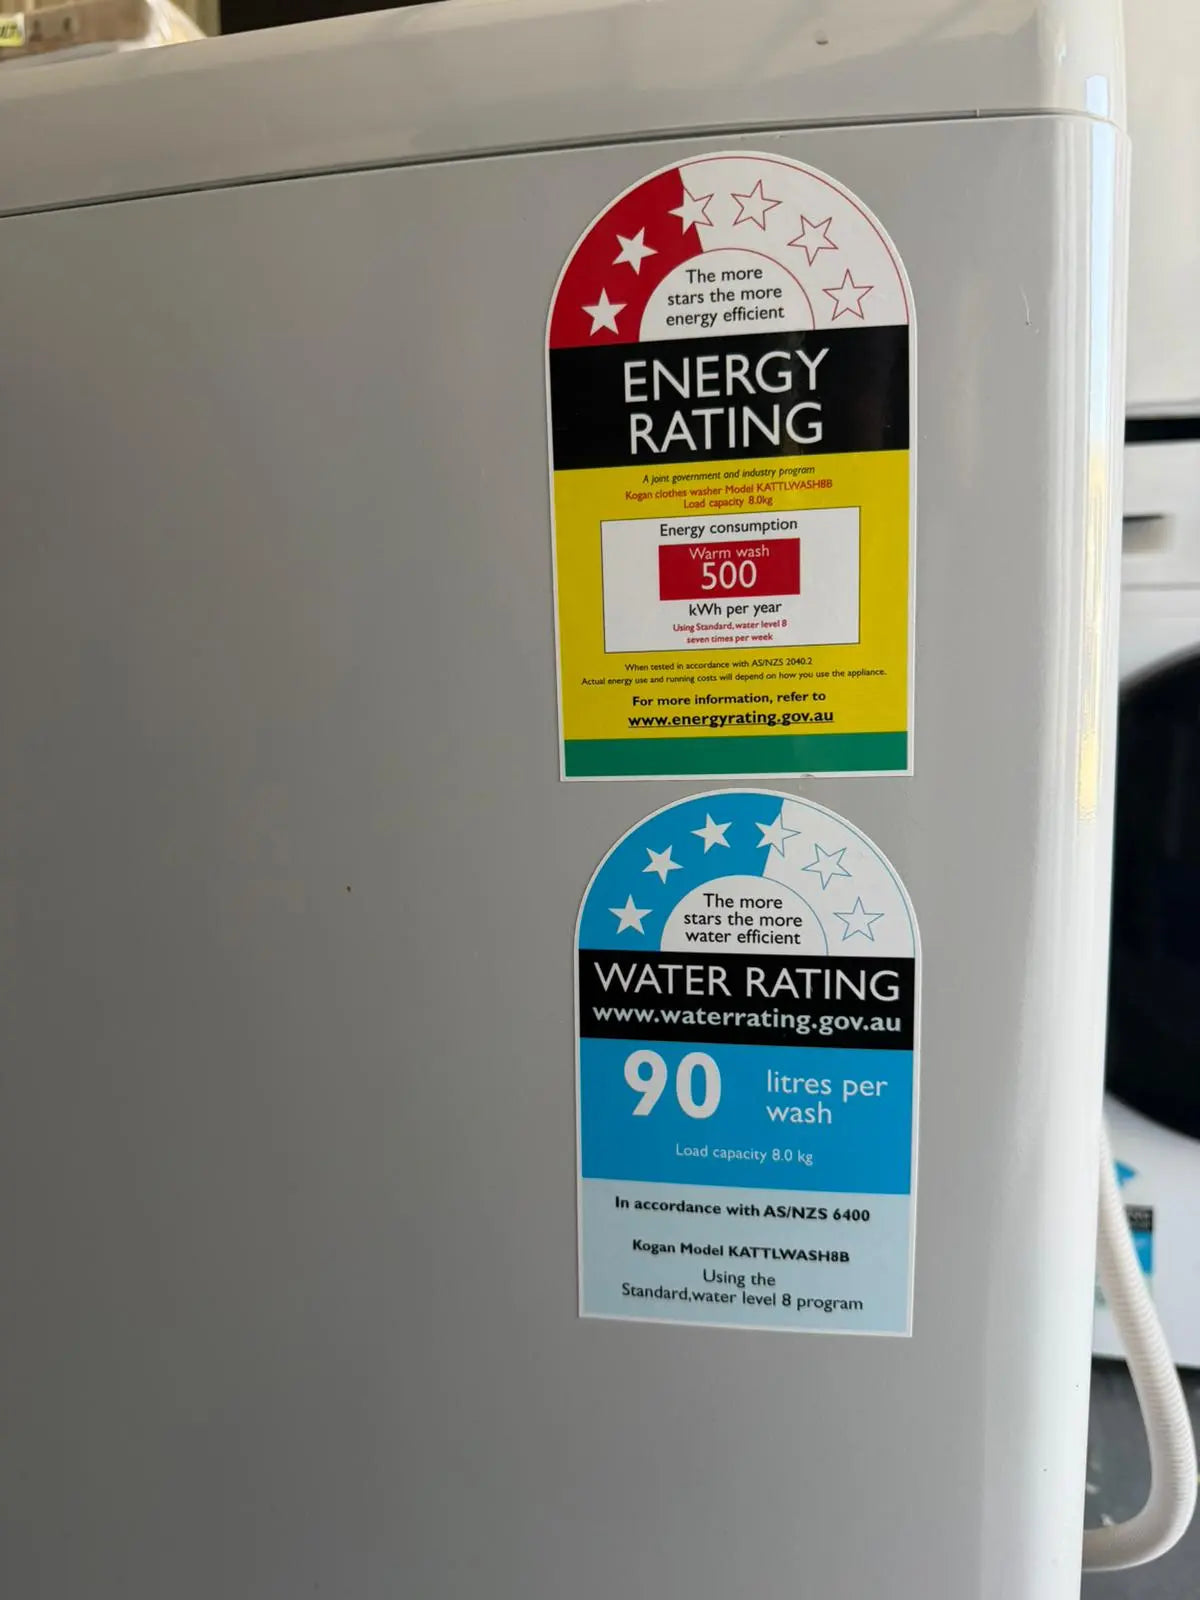 The more
stars the more
energy efficient
ENERGY
RATING
A joint government and industry program
Kogan clothes washer Model KATTLWASH8B
Load capacity 8.0kg
Energy consumption
Warm wash
500
kWh per year
Using Standard,water level 8
seven times per week
When tested in accordance with AS/NZS 2040.2
Actual energy use and running costs will depend on how you use the appliance.
For more information, refer to
www.energyrating.gov.au
The more
stars the more
water efficient
WATER RATING
www.waterrating.gov.au
90 litres per
wash
Load capacity 8.0 kg
In accordance with AS/NZS 6400
Kogan Model KATTLWASH8B
Using the
Standard,water level 8 program